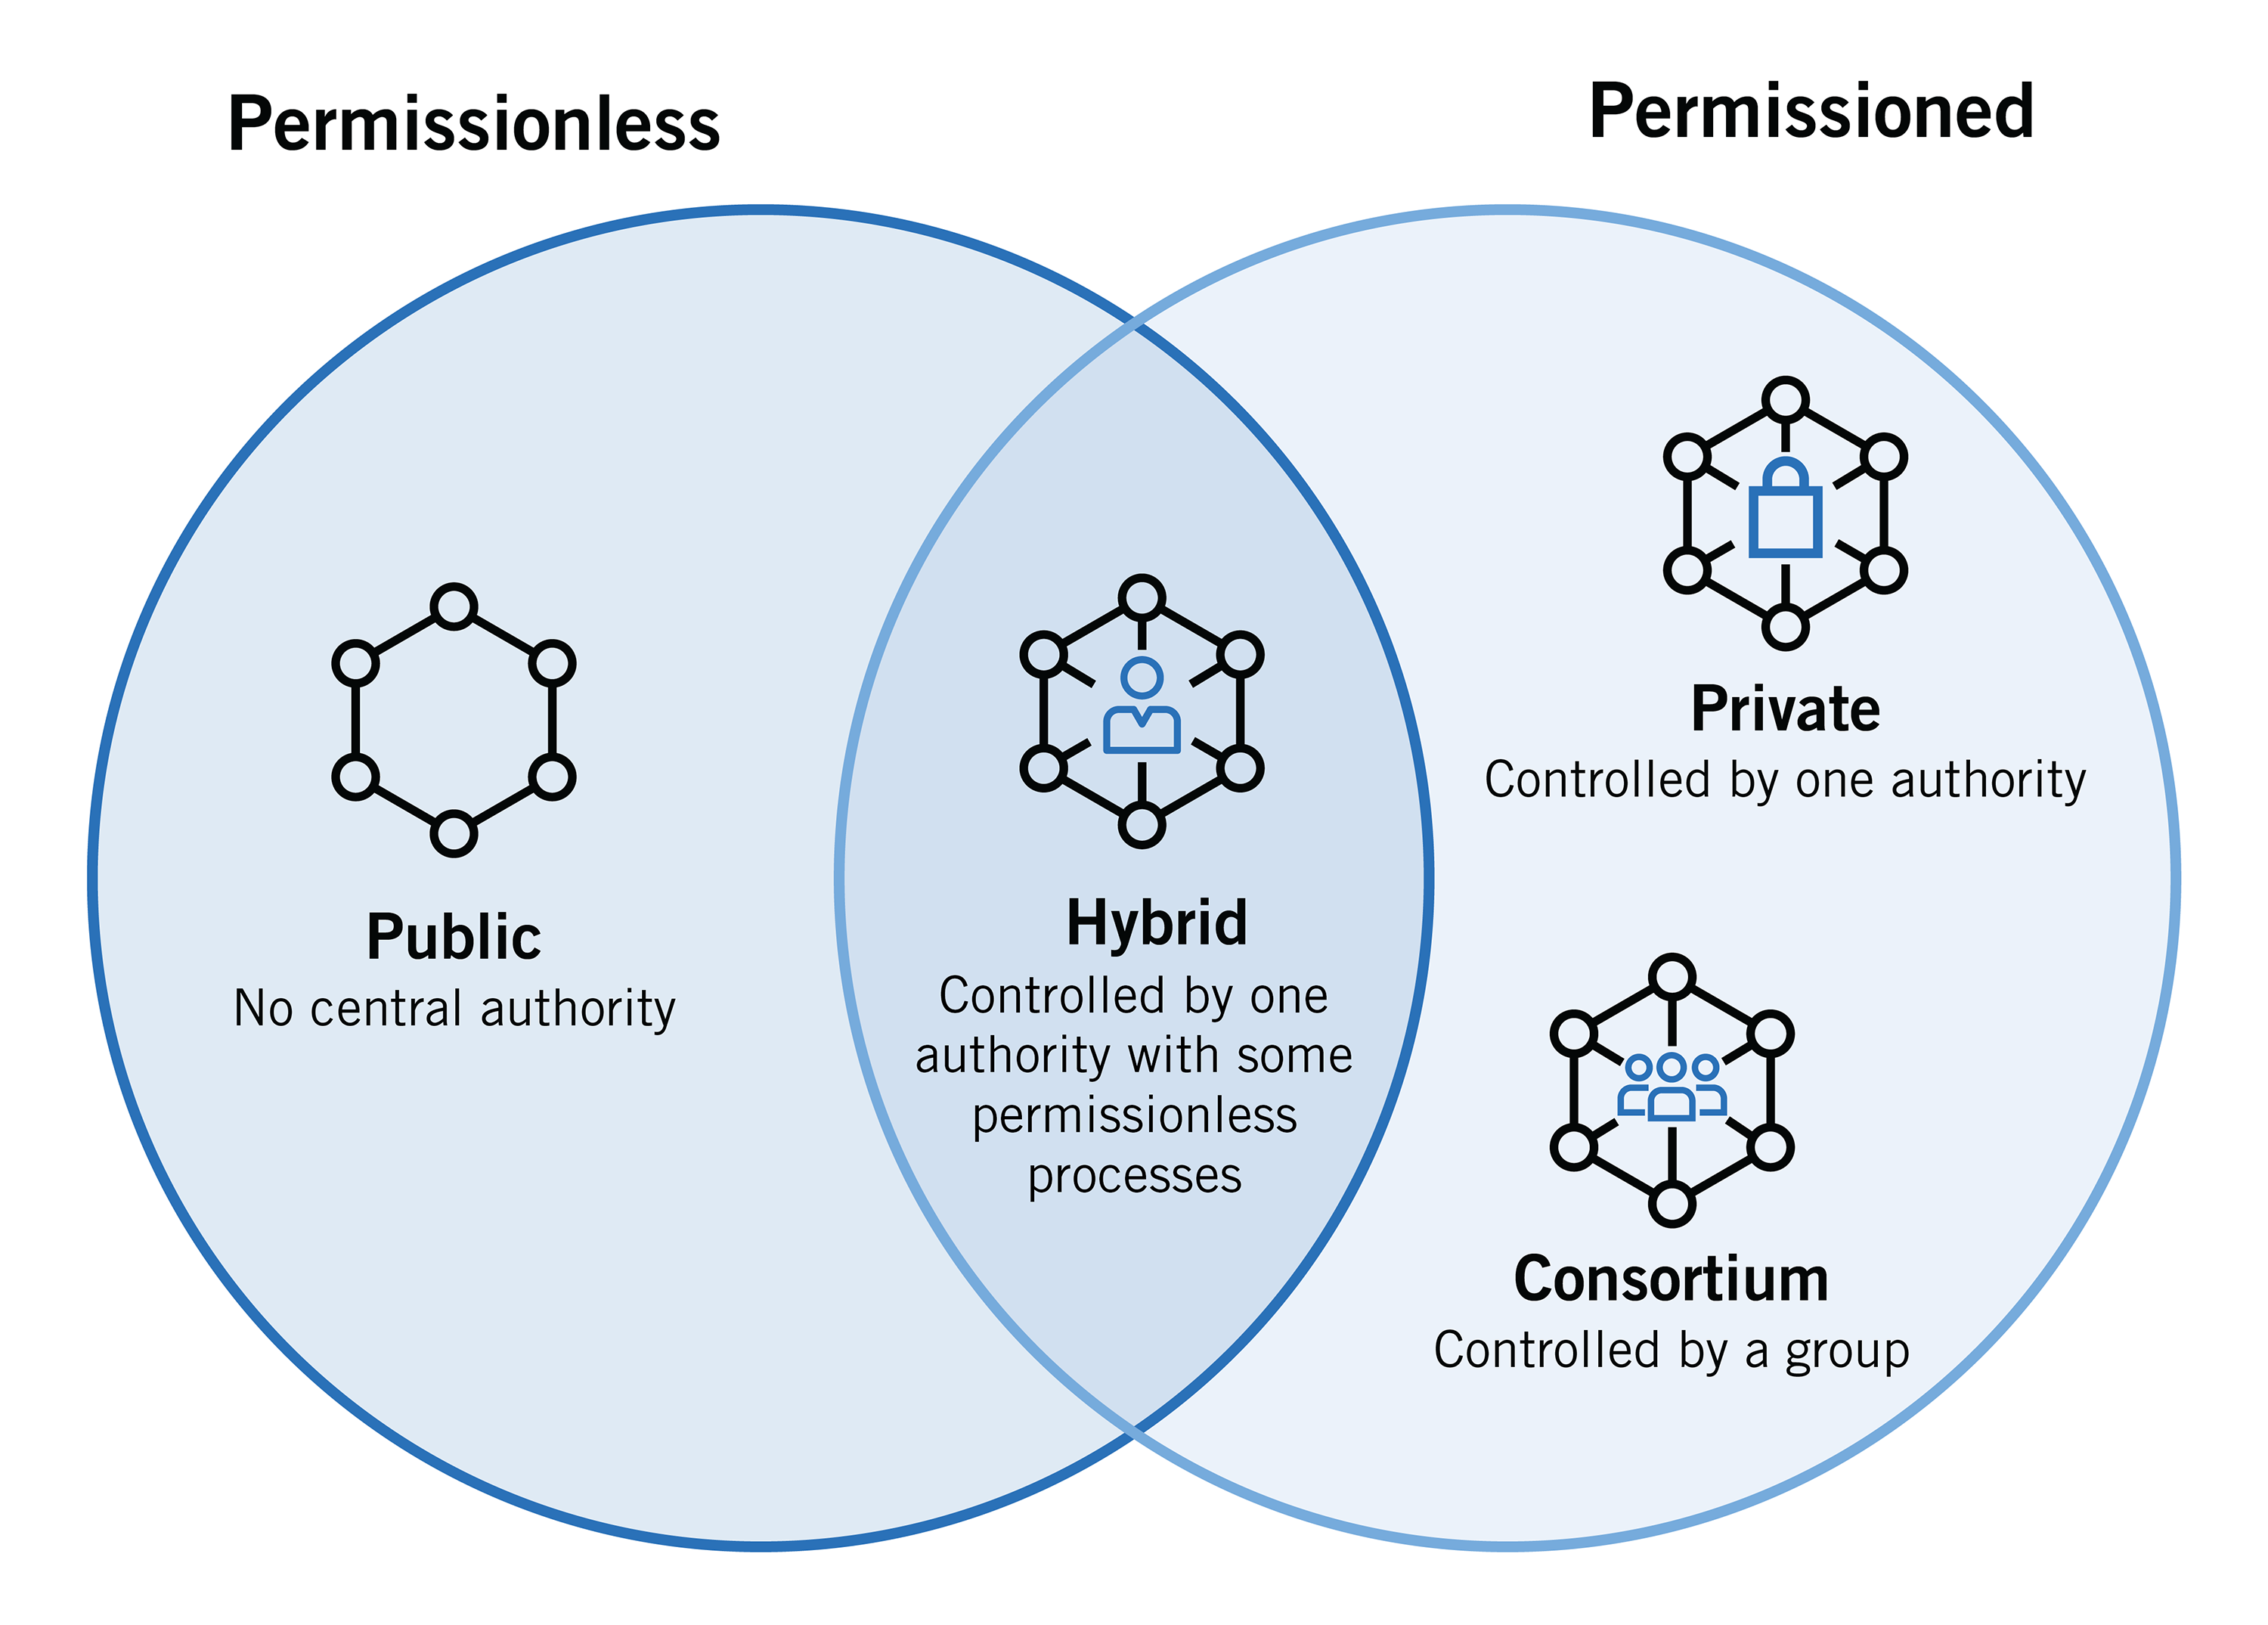 Permissionless
Permissioned
Public
No central authority
Hybrid
Controlled by one
authority with some
permissionless
processes
Private
Controlled by one authority
Consortium
Controlled by a group